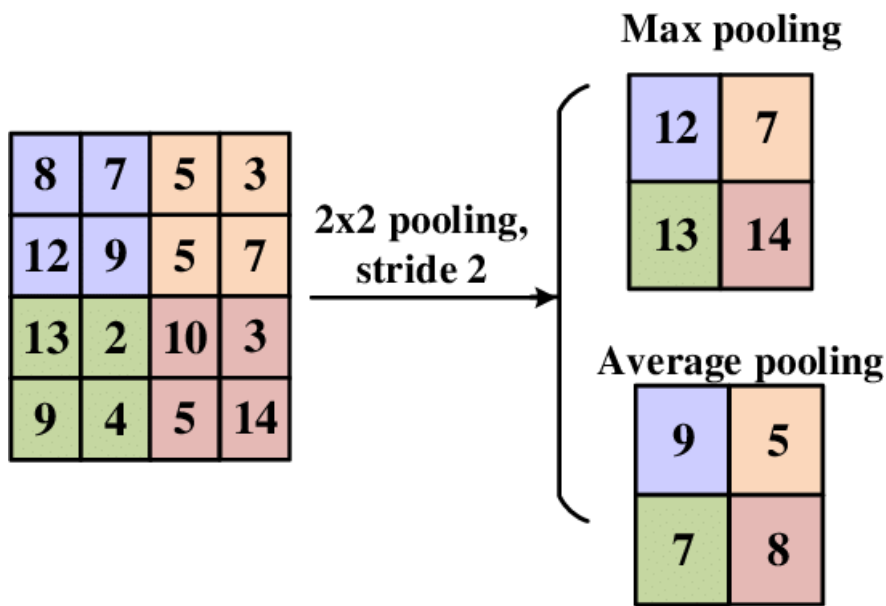 Max pooling
12 7
13 14
8 7 5 3
12 9 5 7
13 2 10 3
9 4 5 14
2x2 pooling,
stride 2
Average pooling
9 5
7 8